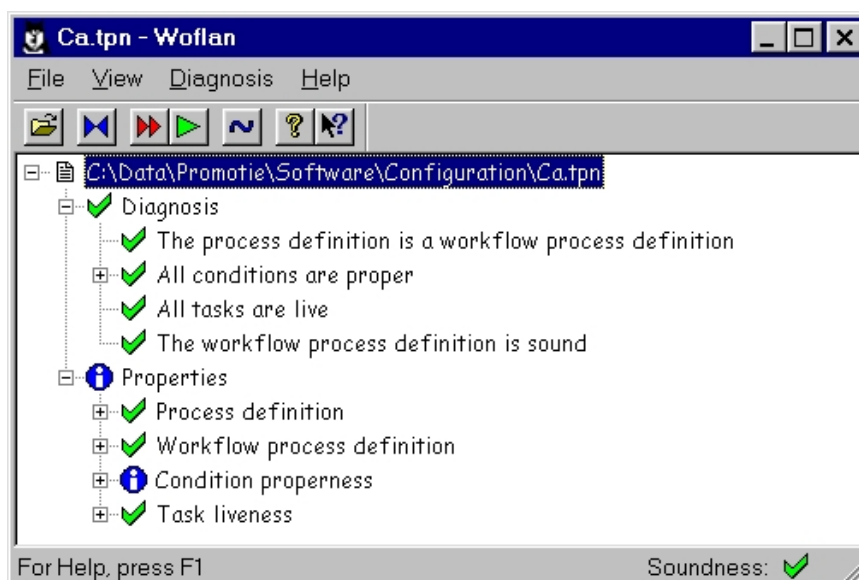 Ca.tpn - Woflan
File View Diagnosis Help
C:\Data\Promotie\Software\Configuration\Ca.tpn
Diagnosis
The process definition is a workflow process definition
All conditions are proper
All tasks are live
The workflow process definition is sound
Properties
Process definition
Workflow process definition
Condition properness
Task liveness
For Help, press F1 Soundness: